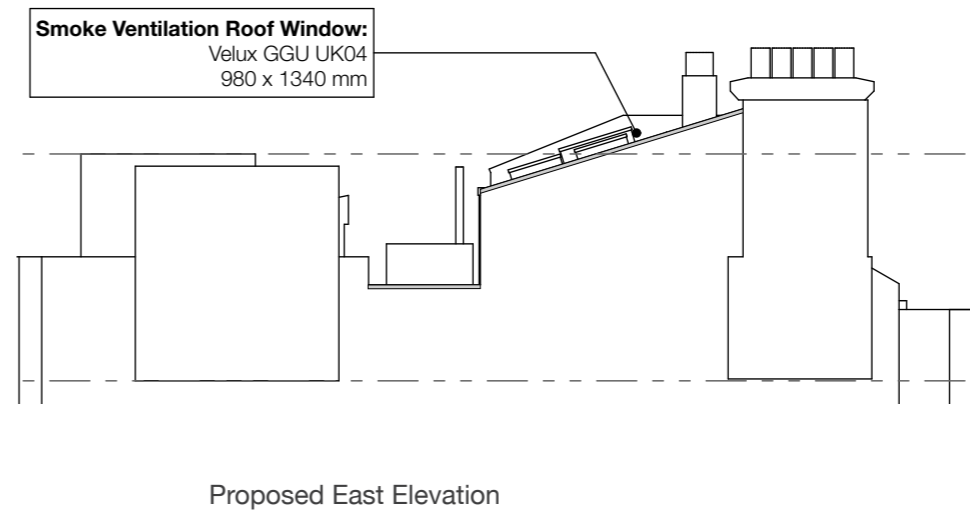 Smoke Ventilation Roof Window:
Velux GGU UK04
980 x 1340 mm
Proposed East Elevation